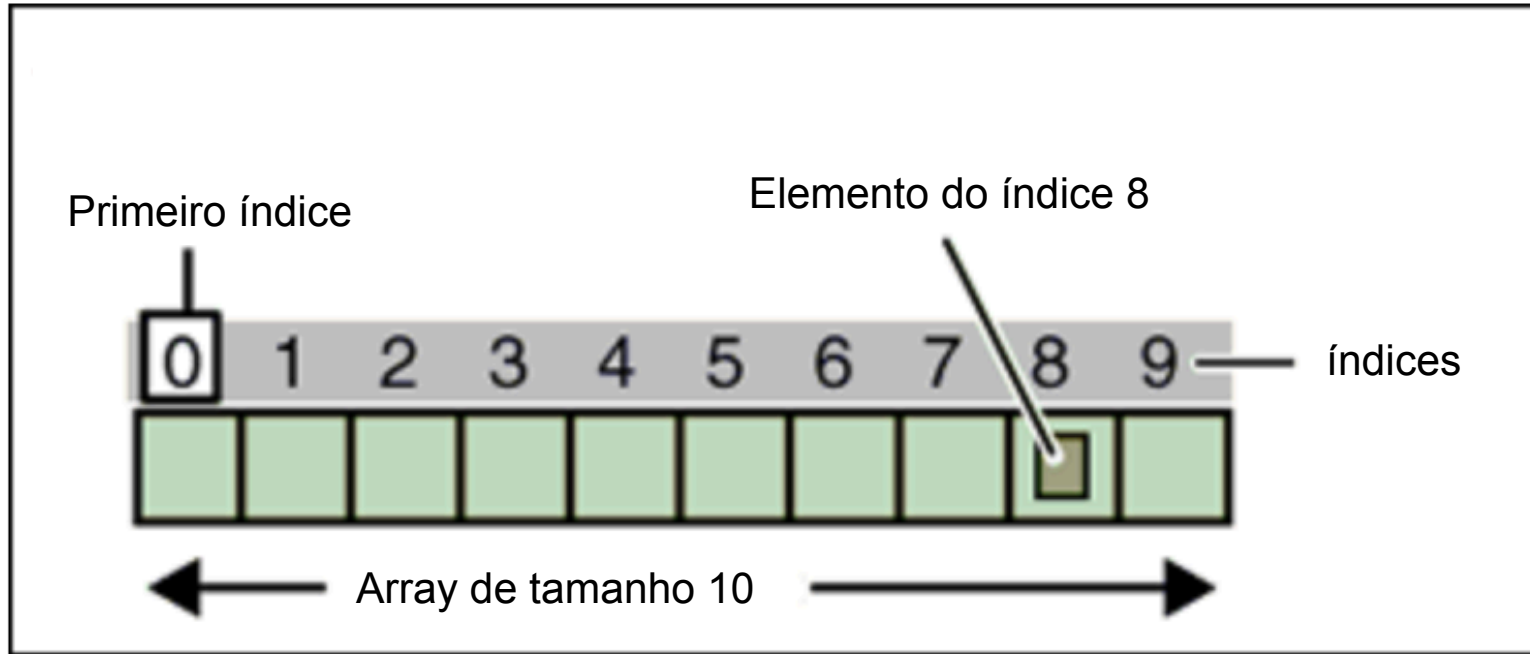 Elemento do índice 8
Primeiro índice
0 1 2 3 4 5 6 7 8 9 índices
Array de tamanho 10